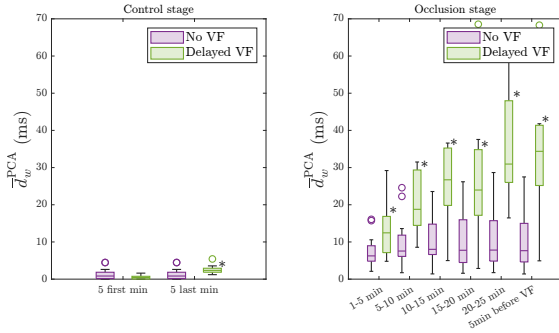 Control stage
70
60
50
40
30
20
10
0
d̅_w^PCA (ms)
No VF
Delayed VF
*
5 first min
5 last min
Occlusion stage
70
60
50
40
30
20
10
0
d̅_w^PCA (ms)
No VF
Delayed VF
*
*
*
*
*
*
1-5 min
5-10 min
10-15 min
15-20 min
20-25 min
5min before VF